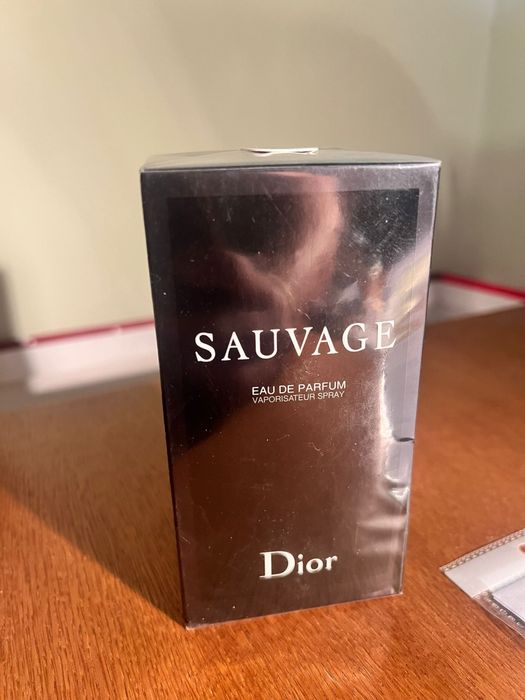 SAUVAGE
EAU DE PARFUM
VAPORISATEUR SPRAY
Dior